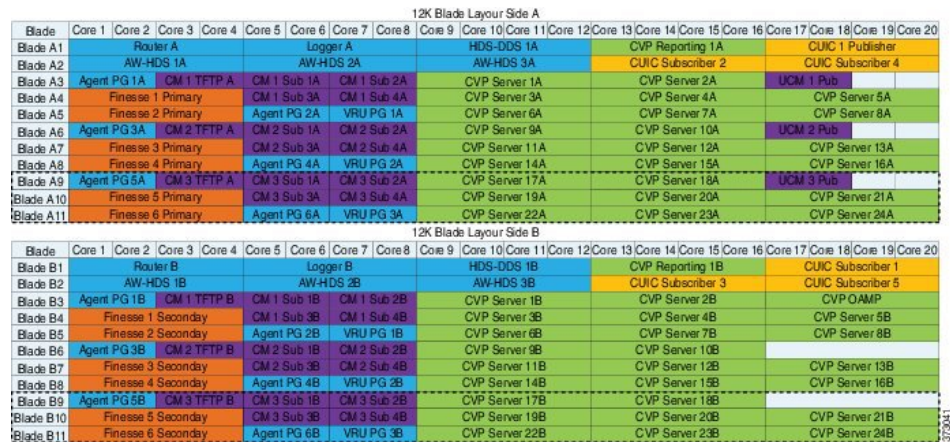 12K Blade Layour Side A
Blade Core 1 Core 2 Core 3 Core 4 Core 5 Core 6 Core 7 Core 8 Core 9 Core 10 Core 11 Core 12 Core 13 Core 14 Core 15 Core 16 Core 17 Core 18 Core 19 Core 20
Blade A1 Router A Logger A HDS-DDS 1A CVP Reporting 1A CUIC 1 Publisher
Blade A2 AW-HDS 1A AW-HDS 2A AW-HDS 3A CUIC Subscriber 2 CUIC Subscriber 4
Blade A3 Agent PG 1A CM 1 TFTP A CM 1 Sub 1A CM 1 Sub 2A CVP Server 1A CVP Server 2A UCM 1 Pub
Blade A4 Finesse 1 Primary CM 1 Sub 3A CM 1 Sub 4A CVP Server 3A CVP Server 4A CVP Server 5A
Blade A5 Finesse 2 Primary Agent PG 2A VRU PG 1A CVP Server 6A CVP Server 7A CVP Server 8A
Blade A6 Agent PG 3A CM 2 TFTP A CM 2 Sub 1A CM 2 Sub 2A CVP Server 9A CVP Server 10A UCM 2 Pub
Blade A7 Finesse 3 Primary CM 2 Sub 3A CM 2 Sub 4A CVP Server 11A CVP Server 12A CVP Server 13A
Blade A8 Finesse 4 Primary Agent PG 4A VRU PG 2A CVP Server 14A CVP Server 15A CVP Server 16A
Blade A9 Agent PG 5A CM 3 TFTP A CM 3 Sub 1A CM 3 Sub 2A CVP Server 17A CVP Server 18A UCM 3 Pub
Blade A10 Finesse 5 Primary CM 3 Sub 3A CM 3 Sub 4A CVP Server 19A CVP Server 20A CVP Server 21A
Blade A11 Finesse 6 Primary Agent PG 6A VRU PG 3A CVP Server 22A CVP Server 23A CVP Server 24A
12K Blade Layour Side B
Blade Core 1 Core 2 Core 3 Core 4 Core 5 Core 6 Core 7 Core 8 Core 9 Core 10 Core 11 Core 12 Core 13 Core 14 Core 15 Core 16 Core 17 Core 18 Core 19 Core 20
Blade B1 Router B Logger B HDS-DDS 1B CVP Reporting 1B CUIC Subscriber 1
Blade B2 AW-HDS 1B AW-HDS 2B AW-HDS 3B CUIC Subscriber 3 CUIC Subscriber 5
Blade B3 Agent PG 1B CM 1 TFTP B CM 1 Sub 1B CM 1 Sub 2B CVP Server 1B CVP Server 2B CVP OAMP
Blade B4 Finesse 1 Seconday CM 1 Sub 3B CM 1 Sub 4B CVP Server 3B CVP Server 4B CVP Server 5B
Blade B5 Finesse 2 Seconday Agent PG 2B VRU PG 1B CVP Server 6B CVP Server 7B CVP Server 8B
Blade B6 Agent PG 3B CM 2 TFTP B CM 2 Sub 1B CM 2 Sub 2B CVP Server 9B CVP Server 10B
Blade B7 Finesse 3 Seconday CM 2 Sub 3B CM 2 Sub 4B CVP Server 11B CVP Server 12B CVP Server 13B
Blade B8 Finesse 4 Seconday Agent PG 4B VRU PG 2B CVP Server 14B CVP Server 15B CVP Server 16B
Blade B9 Agent PG 5B CM 3 TFTP B CM 3 Sub 1B CM 3 Sub 2B CVP Server 17B CVP Server 18B
Blade B10 Finesse 5 Seconday CM 3 Sub 3B CM 3 Sub 4B CVP Server 19B CVP Server 20B CVP Server 21B
Blade B11 Finesse 6 Seconday Agent PG 6B VRU PG 3B CVP Server 22B CVP Server 23B CVP Server 24B